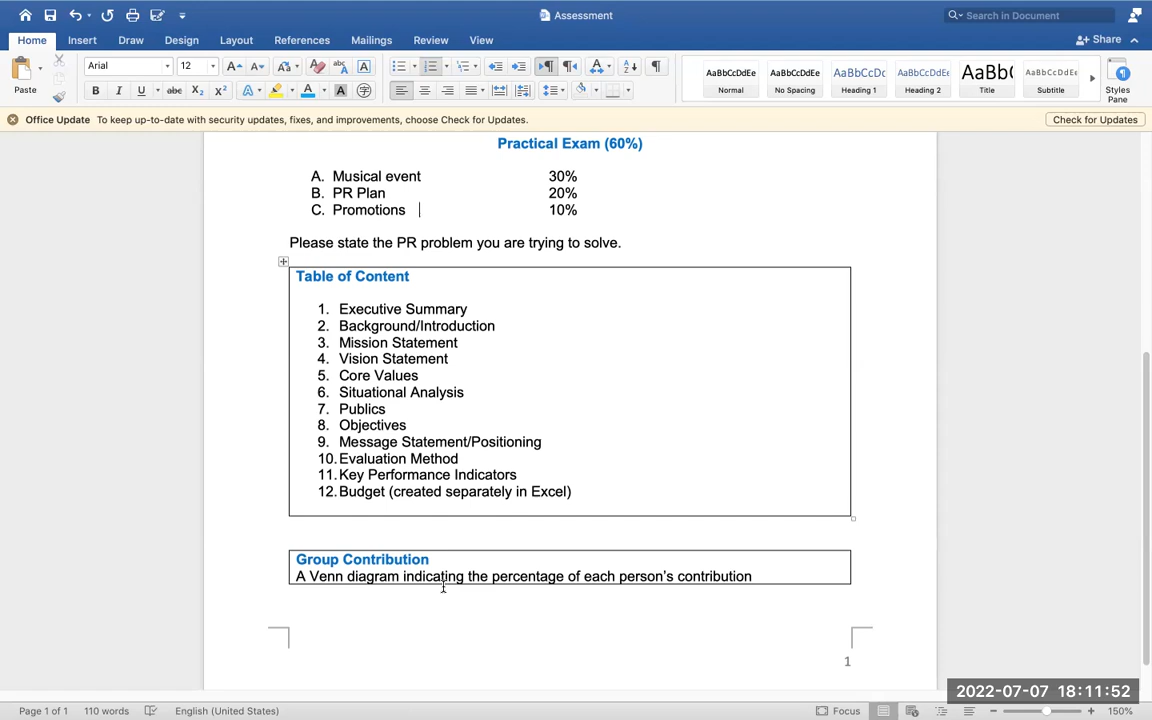 Assessment
Search in Document
Home Insert Draw Design Layout References Mailings Review View Share
Paste
Arial 12
AaBbCcDdEe AaBbCcDdEe AaBbCcDc AaBbCcDdEe AaBb( AaBbCcDdEe
Normal No Spacing Heading 1 Heading 2 Title Subtitle Styles Pane
Office Update To keep up-to-date with security updates, fixes, and improvements, choose Check for Updates. Check for Updates
Practical Exam (60%)
A. Musical event 30%
B. PR Plan 20%
C. Promotions 10%
Please state the PR problem you are trying to solve.
Table of Content
1. Executive Summary
2. Background/Introduction
3. Mission Statement
4. Vision Statement
5. Core Values
6. Situational Analysis
7. Publics
8. Objectives
9. Message Statement/Positioning
10. Evaluation Method
11. Key Performance Indicators
12. Budget (created separately in Excel)
Group Contribution
A Venn diagram indicating the percentage of each person's contribution
1
2022-07-07 18:11:52
Page 1 of 1 110 words English (United States) Focus 150%